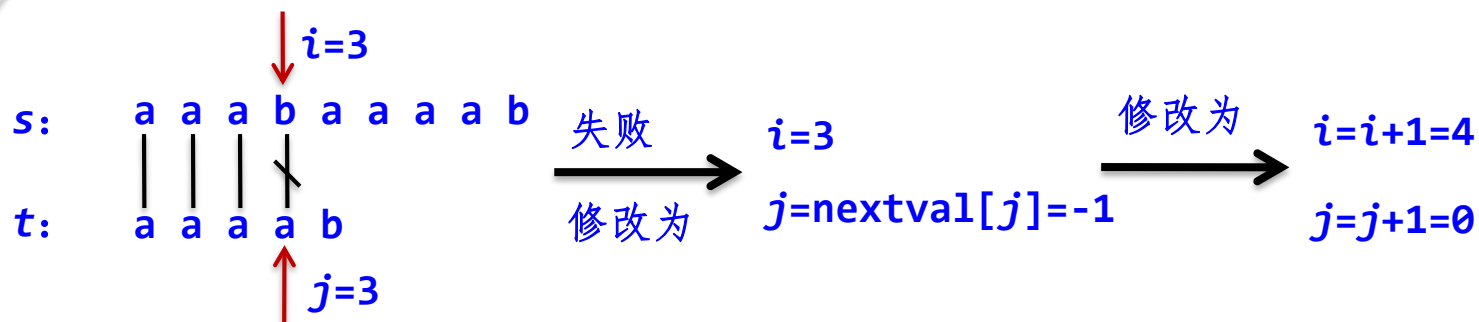 i=3
s: a a a b a a a a b
失败
修改为
i=3
j=nextval[j]=-1
修改为
i=i+1=4
j=j+1=0
t: a a a a b
j=3